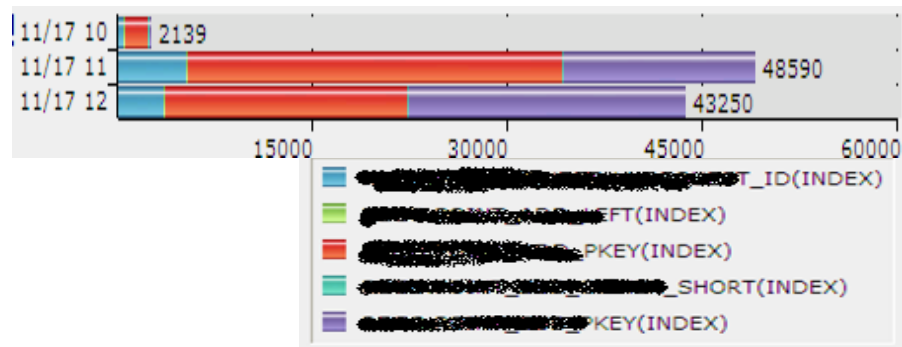 11/17 10 2139
11/17 11 48590
11/17 12 43250
15000 30000 45000 60000
T_ID(INDEX)
EFT(INDEX)
_PKEY(INDEX)
_SHORT(INDEX)
PKEY(INDEX)